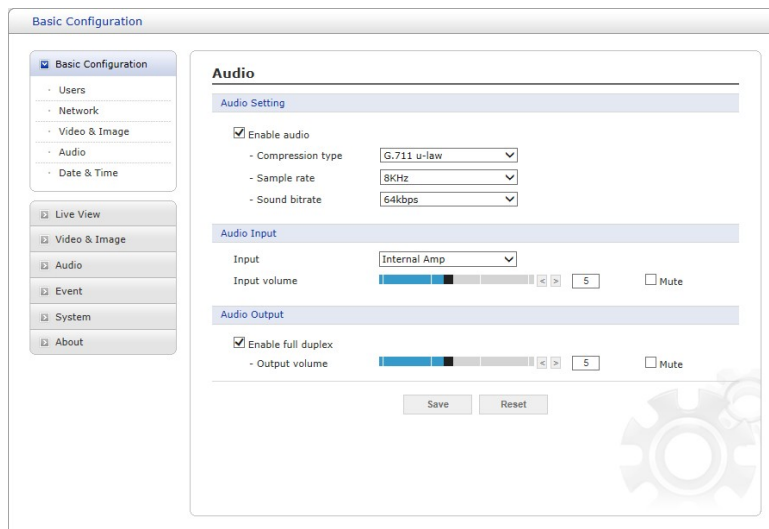 Basic Configuration
Basic Configuration
· Users
· Network
· Video & Image
· Audio
· Date & Time
Live View
Video & Image
Audio
Event
System
About
Audio
Audio Setting
Enable audio
- Compression type G.711 u-law
- Sample rate 8KHz
- Sound bitrate 64kbps
Audio Input
Input Internal Amp
Input volume < > 5 Mute
Audio Output
Enable full duplex
- Output volume < > 5 Mute
Save Reset